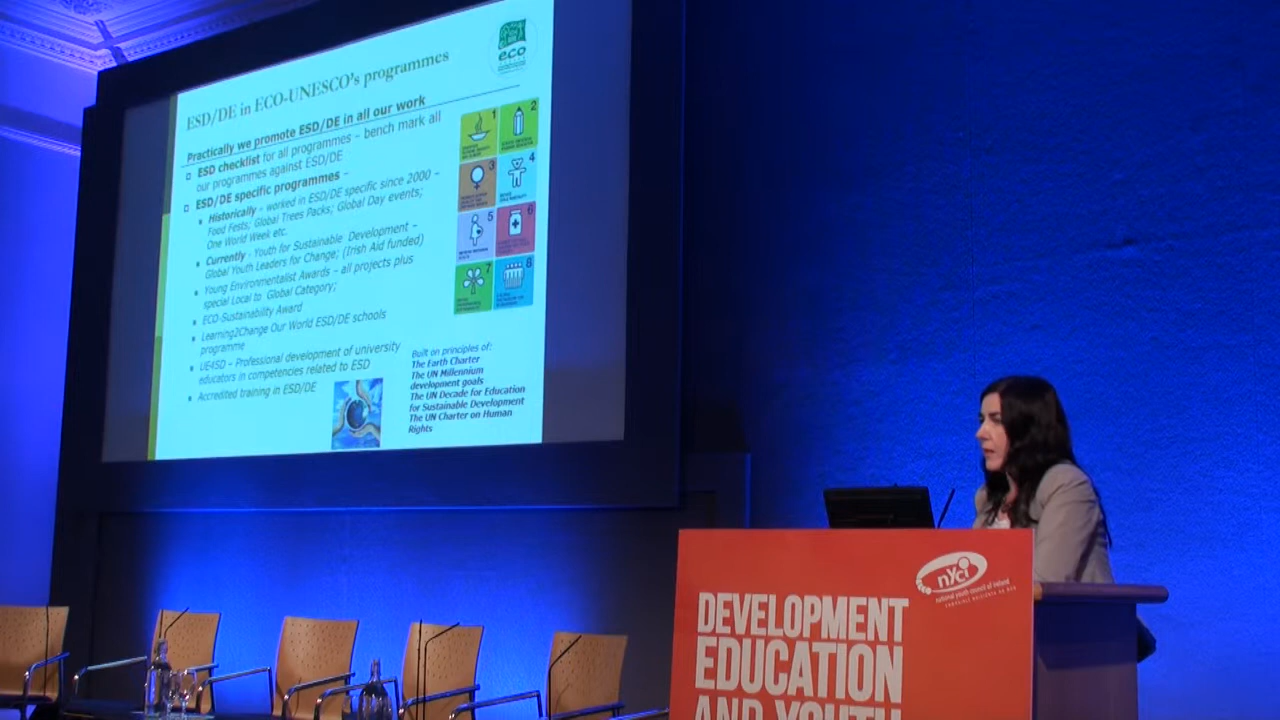 eco
ESD/DE in ECO-UNESCO's programmes
Practically we promote ESD/DE in all our work
ESD checklist for all programmes – bench mark all
our programmes against ESD/DE
ESD/DE specific programmes –
Historically – worked in ESD/DE specific since 2000 –
Food Fests; Global Trees Packs; Global Day events;
One World Week etc.
Currently - Youth for Sustainable Development –
Global Youth Leaders for Change; (Irish Aid funded)
Young Environmentalist Awards – all projects plus
special Local to Global Category;
ECO-Sustainability Award
Learning2Change Our World ESD/DE schools
programme
UE4SD – Professional development of university
educators in competencies related to ESD
Accredited training in ESD/DE
1
2
3
4
5
6
7
8
Built on principles of:
The Earth Charter
The UN Millennium
development goals
The UN Decade for Education
for Sustainable Development
The UN Charter on Human
Rights
nyci
national youth council of ireland
DEVELOPMENT
EDUCATION
AND YOUTH